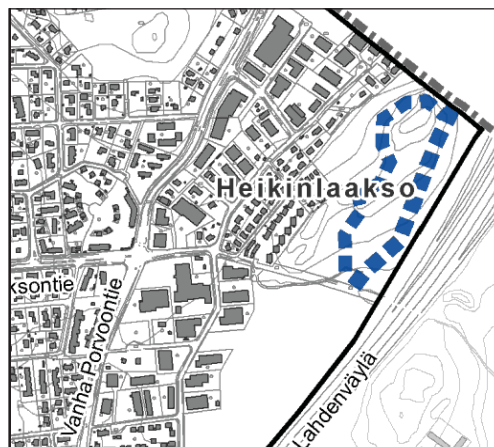 Heikinlaakso
ksontie
Vanha Porvoontie
Lahdenväylä